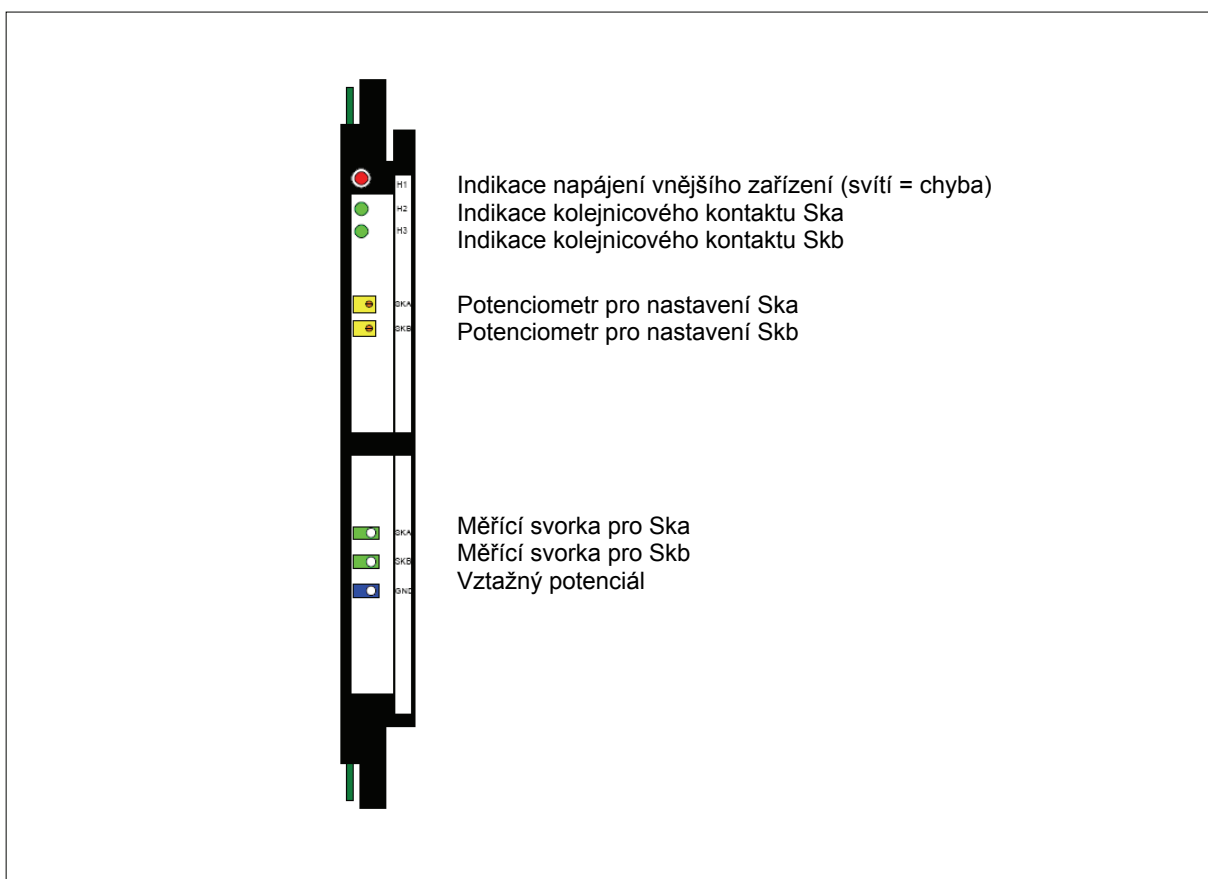 H1 Indikace napájení vnějšího zařízení (svítí = chyba)
H2 Indikace kolejnicového kontaktu Ska
H3 Indikace kolejnicového kontaktu Skb
SKA Potenciometr pro nastavení Ska
SKB Potenciometr pro nastavení Skb
SKA Měřící svorka pro Ska
SKB Měřící svorka pro Skb
GND Vztažný potenciál